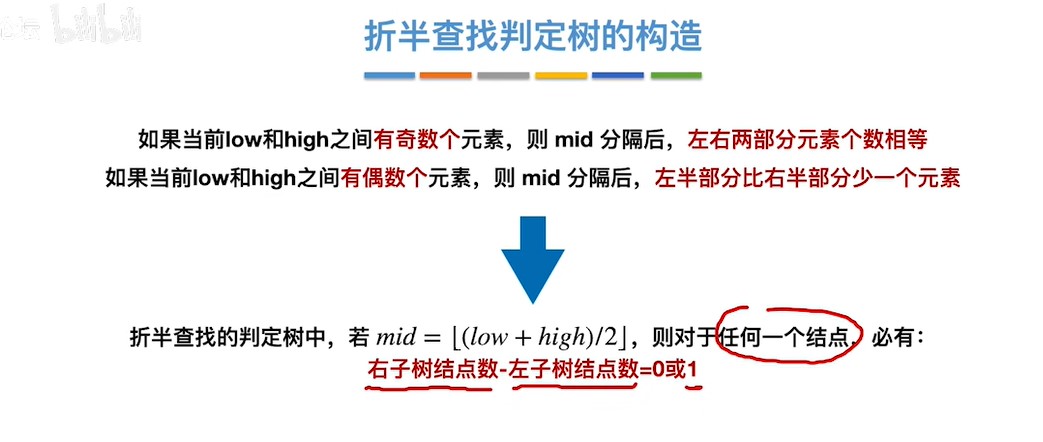 bilibili
折半查找判定树的构造
如果当前low和high之间有奇数个元素，则 mid 分隔后，左右两部分元素个数相等
如果当前low和high之间有偶数个元素，则 mid 分隔后，左半部分比右半部分少一个元素
折半查找的判定树中，若 mid = ⌊(low + high)/2⌋，则对于任何一个结点，必有：
右子树结点数-左子树结点数=0或1